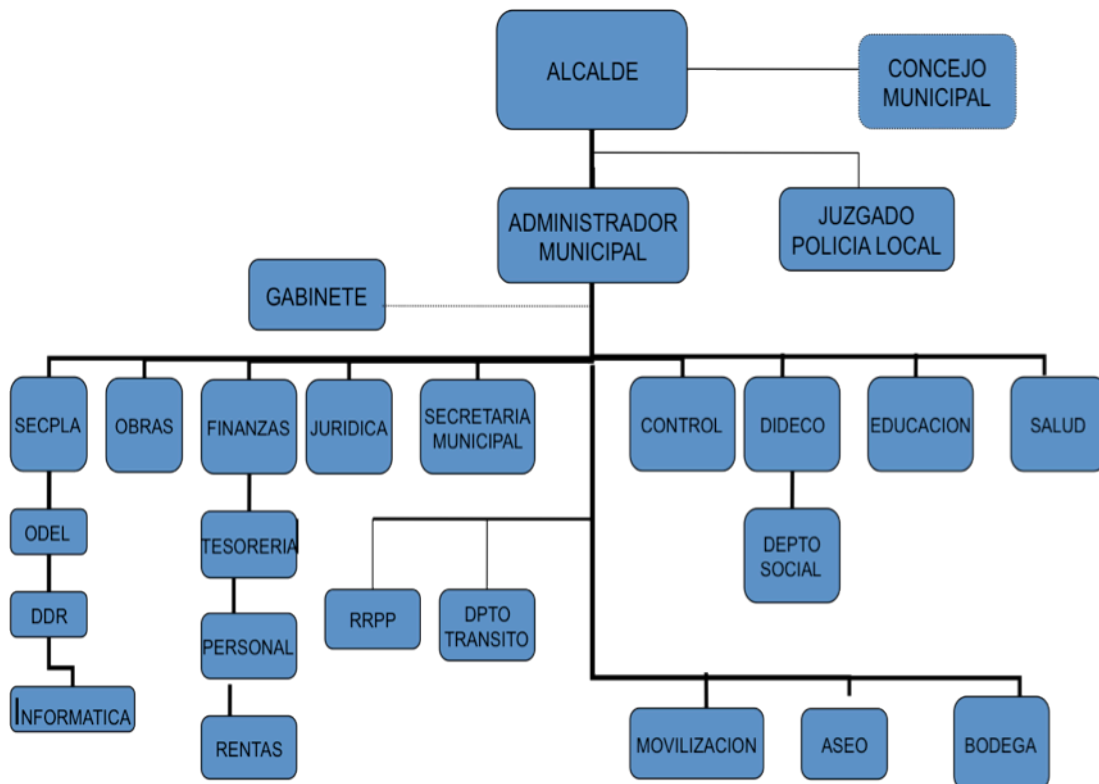 ALCALDE
CONCEJO
MUNICIPAL
ADMINISTRADOR
MUNICIPAL
JUZGADO
POLICIA LOCAL
GABINETE
SECPLA
OBRAS
FINANZAS
JURIDICA
SECRETARIA
MUNICIPAL
CONTROL
DIDECO
EDUCACION
SALUD
ODEL
TESORERIA
DEPTO
SOCIAL
DDR
RRPP
DPTO
TRANSITO
PERSONAL
INFORMATICA
RENTAS
MOVILIZACION
ASEO
BODEGA